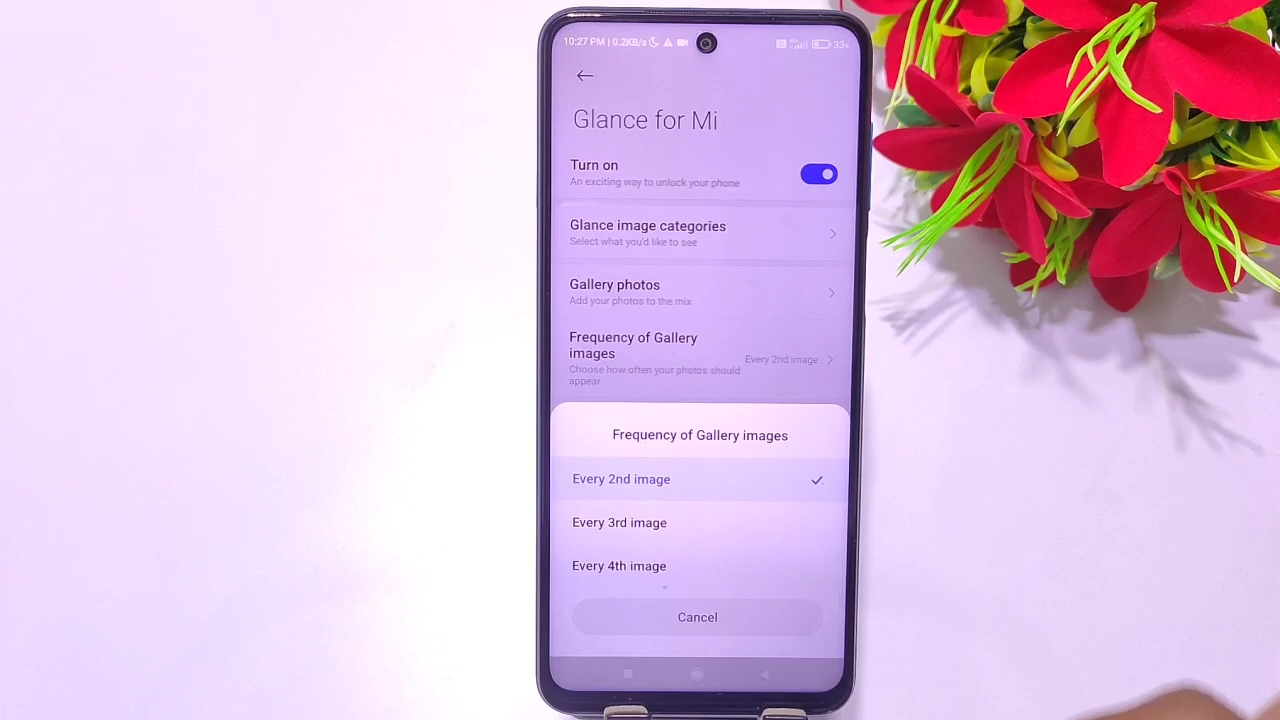 10:27 PM | 0.2KB/s
33
Glance for Mi
Turn on
An exciting way to unlock your phone
Glance image categories
Select what you'd like to see
Gallery photos
Add your photos to the mix
Frequency of Gallery
images
Every 2nd image
Choose how often your photos should
appear
Frequency of Gallery images
Every 2nd image
Every 3rd image
Every 4th image
Cancel